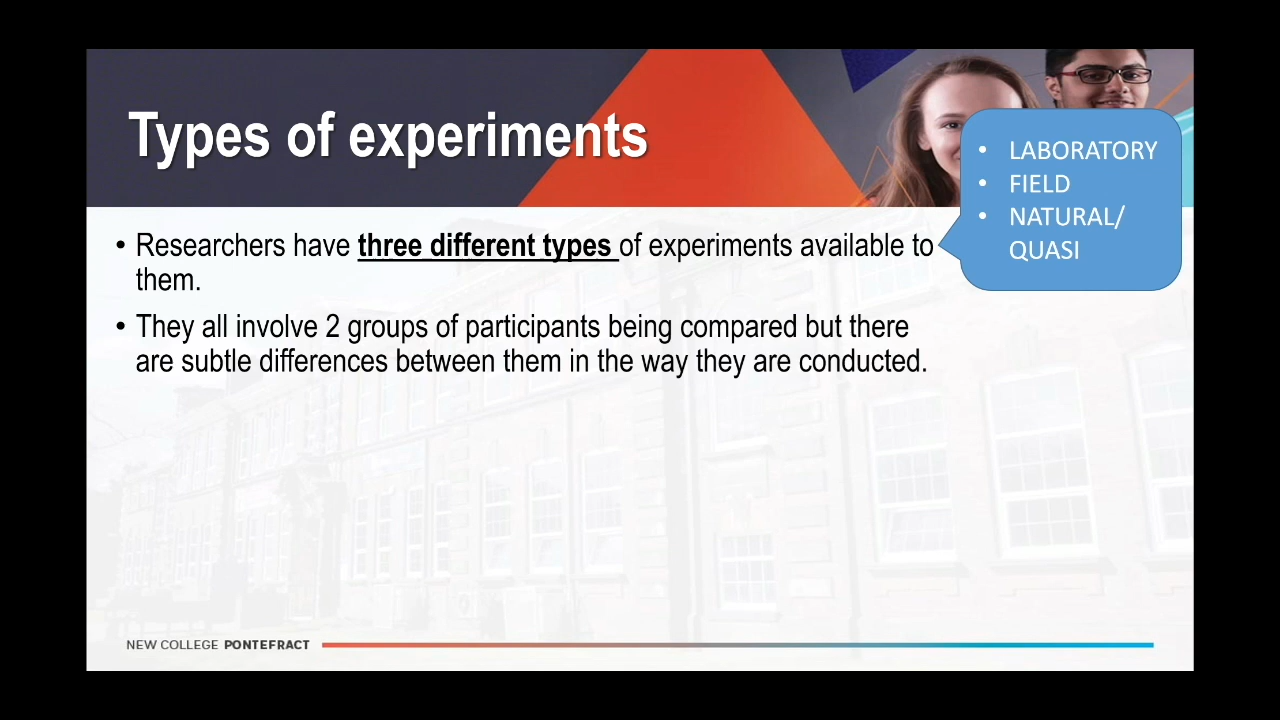 Types of experiments
• LABORATORY
• FIELD
• NATURAL/
QUASI
• Researchers have three different types of experiments available to
them.
• They all involve 2 groups of participants being compared but there
are subtle differences between them in the way they are conducted.
NEW COLLEGE PONTEFRACT